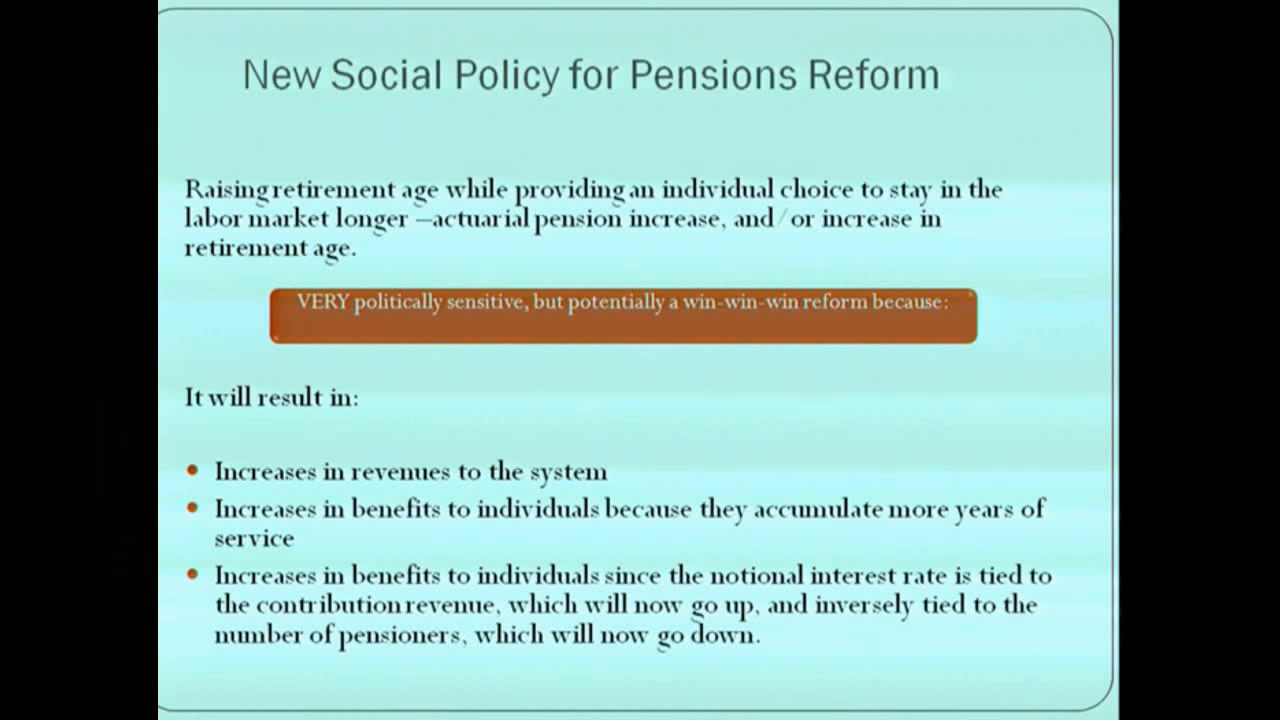 New Social Policy for Pensions Reform
Raising retirement age while providing an individual choice to stay in the
labor market longer –actuarial pension increase, and/or increase in
retirement age.
VERY politically sensitive, but potentially a win-win-win reform because:
It will result in:
• Increases in revenues to the system
• Increases in benefits to individuals because they accumulate more years of
service
• Increases in benefits to individuals since the notional interest rate is tied to
the contribution revenue, which will now go up, and inversely tied to the
number of pensioners, which will now go down.